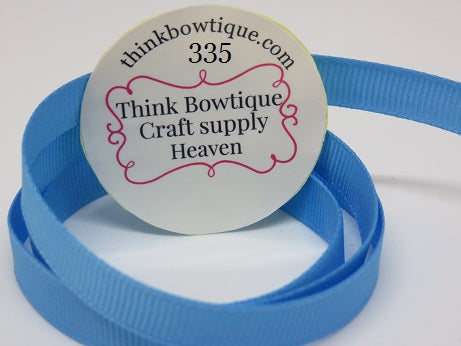 thinkbowtique.com
335
Think Bowtique
Craft supply
Heaven